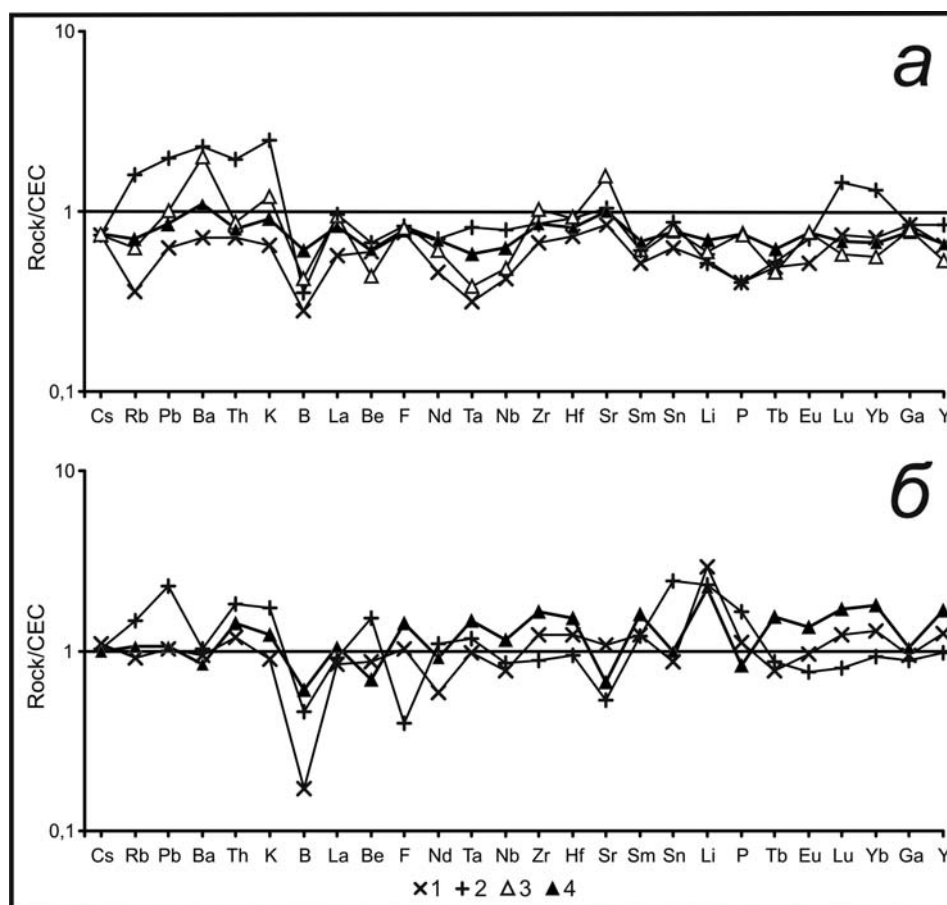 10
а
Rock/CEC
1
0,1
Cs Rb Pb Ba Th K B La Be F Nd Ta Nb Zr Hf Sr Sm Sn Li P Tb Eu Lu Yb Ga Y
10
б
Rock/CEC
1
0,1
Cs Rb Pb Ba Th K B La Be F Nd Ta Nb Zr Hf Sr Sm Sn Li P Tb Eu Lu Yb Ga Y
1 2 3 4